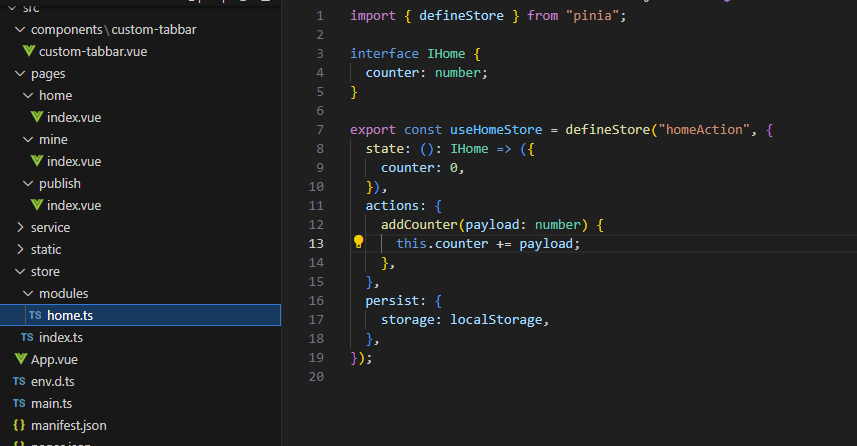 src
components\custom-tabbar
custom-tabbar.vue
pages
home
index.vue
mine
index.vue
publish
index.vue
service
static
store
modules
TS home.ts
TS index.ts
App.vue
TS env.d.ts
TS main.ts
{} manifest.json
1 import { defineStore } from "pinia";
2
3 interface IHome {
4 counter: number;
5 }
6
7 export const useHomeStore = defineStore("homeAction", {
8 state: (): IHome => ({
9 counter: 0,
10 }),
11 actions: {
12 addCounter(payload: number) {
13 this.counter += payload;
14 },
15 },
16 persist: {
17 storage: localStorage,
18 },
19 });
20